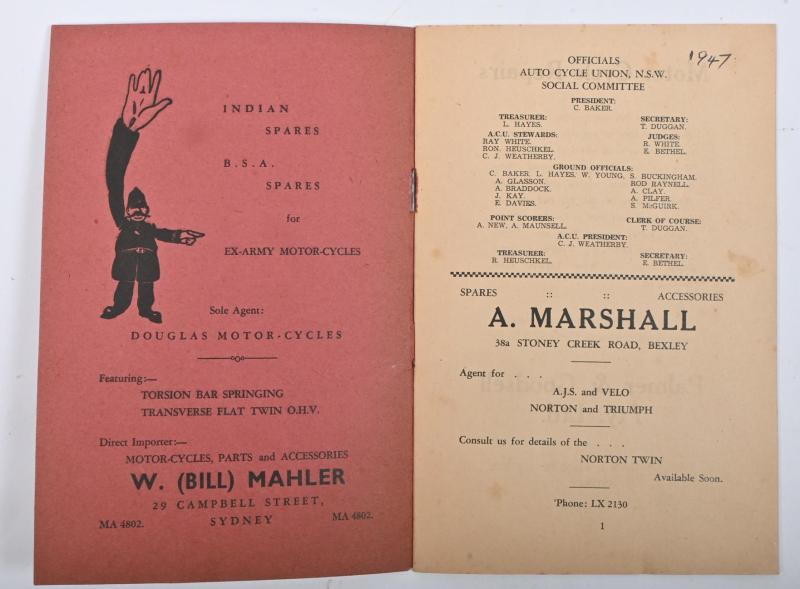 INDIAN
SPARES
B.S.A.
SPARES
for
EX-ARMY MOTOR-CYCLES
Sole Agent:
DOUGLAS MOTOR-CYCLES
Featuring:—
TORSION BAR SPRINGING
TRANSVERSE FLAT TWIN O.H.V.
Direct Importer:—
MOTOR-CYCLES, PARTS and ACCESSORIES
W. (BILL) MAHLER
29 CAMPBELL STREET,
MA 4802. SYDNEY MA 4802.
1947
OFFICIALS
AUTO CYCLE UNION, N.S.W.
SOCIAL COMMITTEE
PRESIDENT:
C. BAKER.
TREASURER: SECRETARY:
L. HAYES. T. DUGGAN.
A.C.U. STEWARDS: JUDGES:
RAY WHITE. R. WHITE.
RON. HEUSCHKEL. E. BETHEL.
C. J. WEATHERBY.
GROUND OFFICIALS:
C. BAKER. L. HAYES. W. YOUNG, S. BUCKINGHAM.
A. GLASSON. ROD RAYNELL.
A. BRADDOCK. A. CLAY.
J. KAY. A. PILFER.
E. DAVIES. S. McGUIRK.
POINT SCORERS: CLERK OF COURSE:
A. NEW, A. MAUNSELL. T. DUGGAN.
A.C.U. PRESIDENT:
C. J. WEATHERBY.
TREASURER: SECRETARY:
R. HEUSCHKEL. E. BETHEL.
SPARES :: :: ACCESSORIES
A. MARSHALL
38a STONEY CREEK ROAD, BEXLEY
Agent for . . .
A.J.S. and VELO
NORTON and TRIUMPH
Consult us for details of the . . .
NORTON TWIN
Available Soon.
'Phone: LX 2130
1